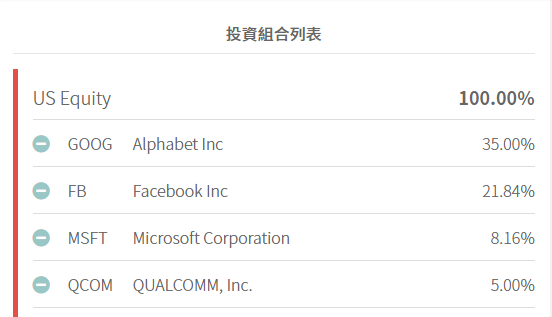 投資組合列表
US Equity 100.00%
GOOG Alphabet Inc 35.00%
FB Facebook Inc 21.84%
MSFT Microsoft Corporation 8.16%
QCOM QUALCOMM, Inc. 5.00%